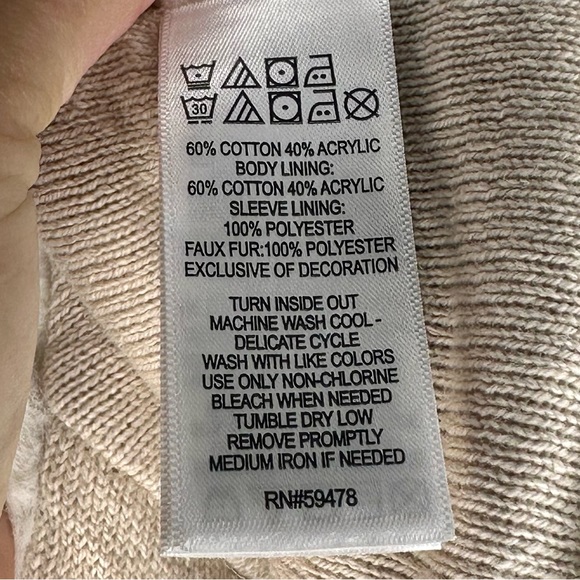 30
60% COTTON 40% ACRYLIC
BODY LINING:
60% COTTON 40% ACRYLIC
SLEEVE LINING:
100% POLYESTER
FAUX FUR:100% POLYESTER
EXCLUSIVE OF DECORATION
TURN INSIDE OUT
MACHINE WASH COOL -
DELICATE CYCLE
WASH WITH LIKE COLORS
USE ONLY NON-CHLORINE
BLEACH WHEN NEEDED
TUMBLE DRY LOW
REMOVE PROMPTLY
MEDIUM IRON IF NEEDED
RN#59478